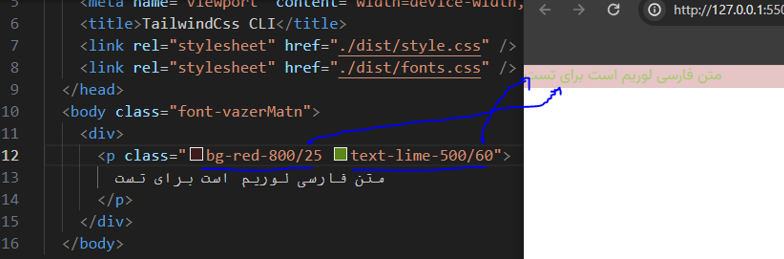 5 <meta name="viewport" content="width=device-width,
6 <title>TailwindCss CLI</title>
7 <link rel="stylesheet" href="./dist/style.css" />
8 <link rel="stylesheet" href="./dist/fonts.css" />
9 </head>
10 <body class="font-vazerMatn">
11 <div>
12 <p class="bg-red-800/25 text-lime-500/60">
13 متن فارسی لوریم است برای تست
14 </p>
15 </div>
16 </body>
http://127.0.0.1:550
متن فارسی لوریم است برای تست